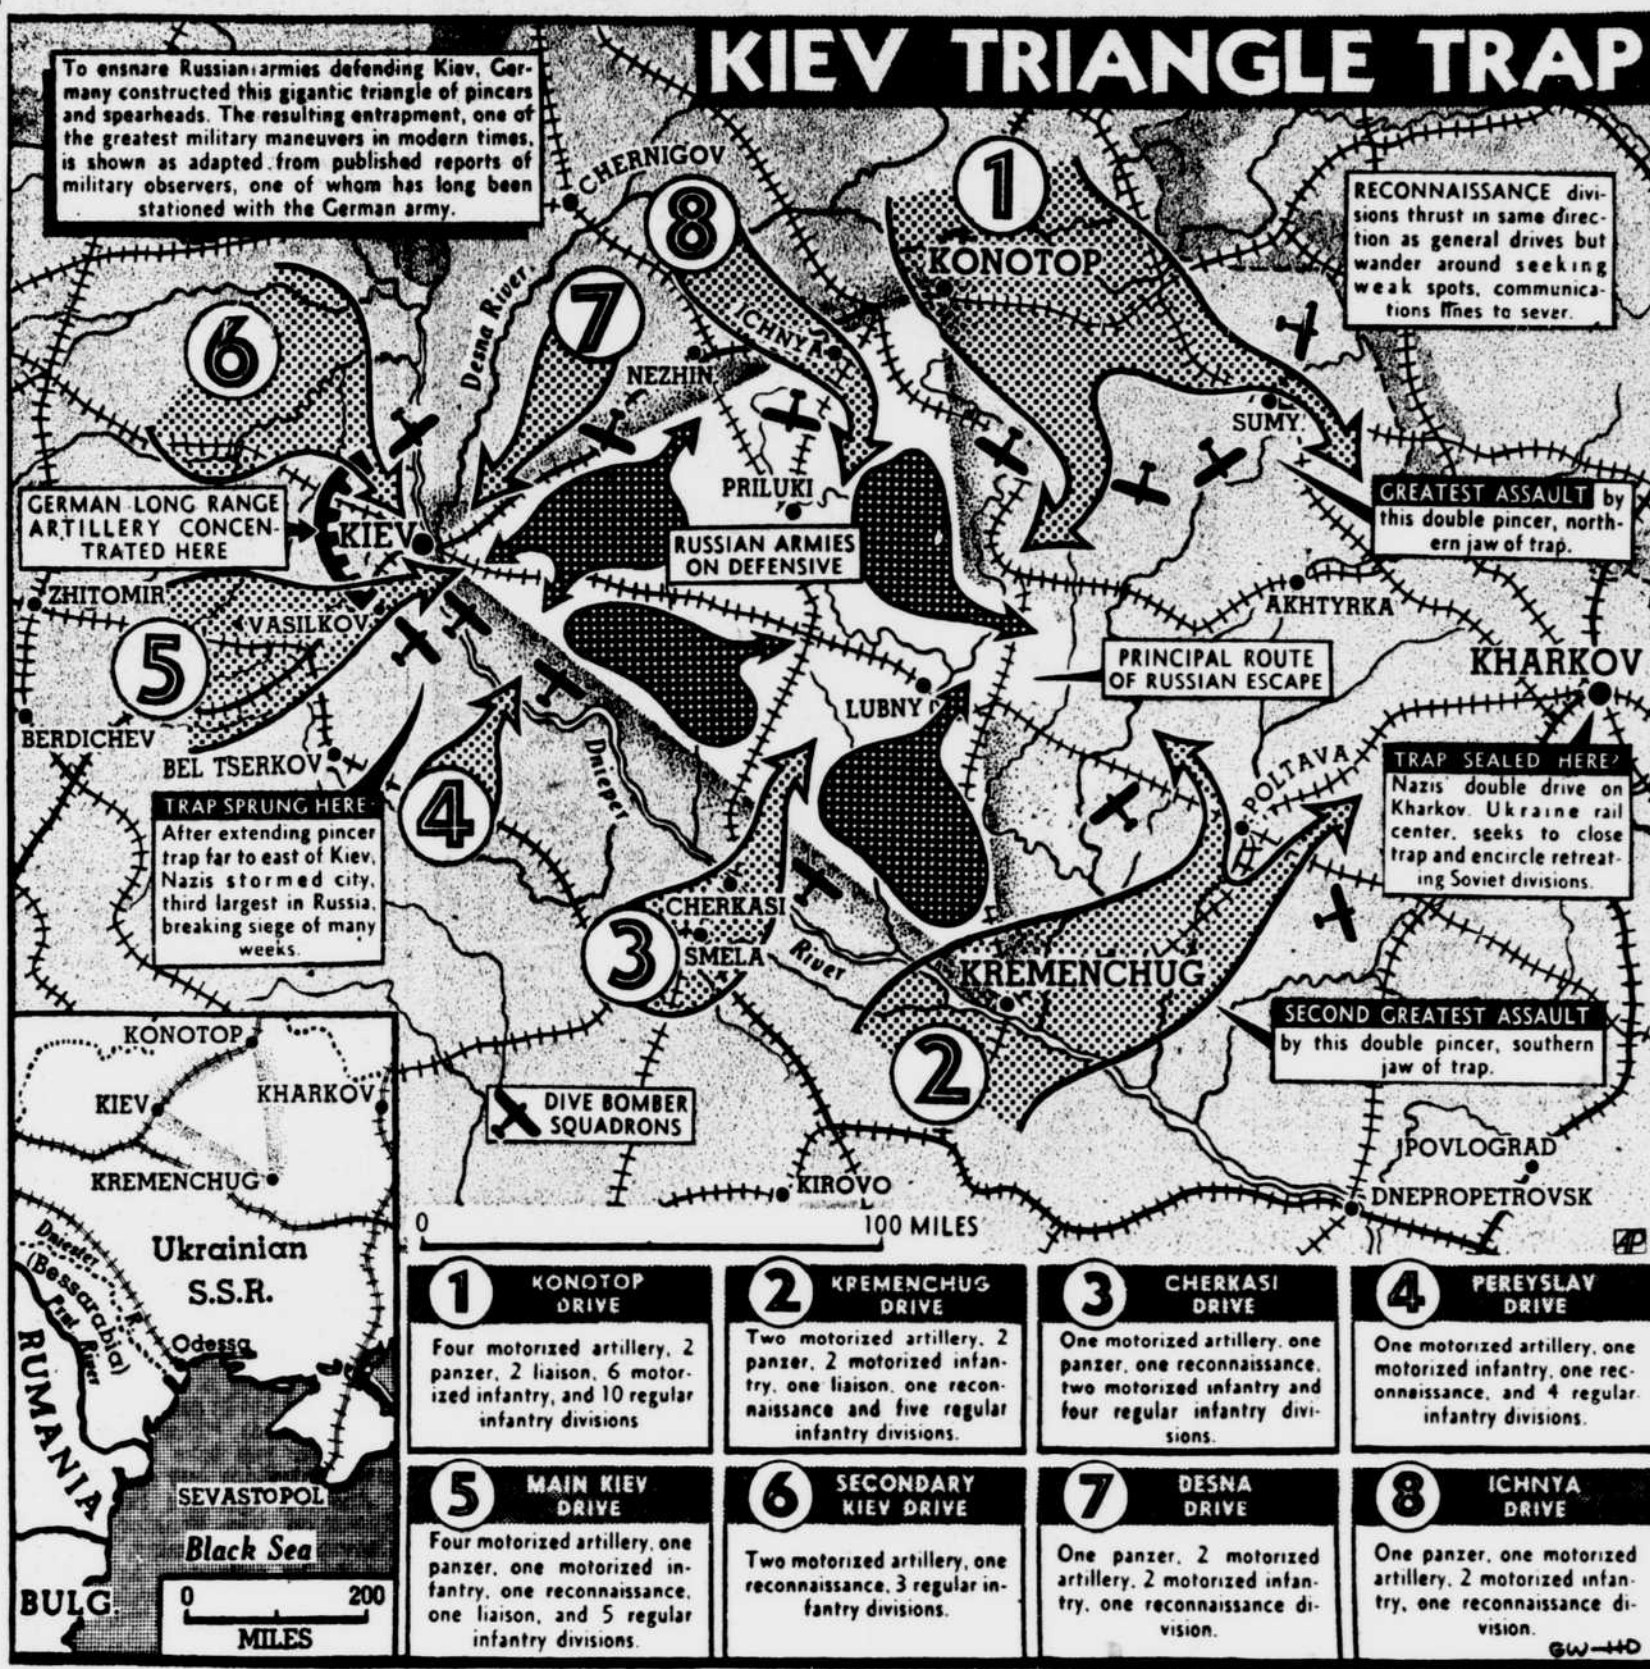 KIEV TRIANGLE TRAP
To ensnare Russian armies defending Kiev, Ger-
many constructed this gigantic triangle of pincers
and spearheads. The resulting entrapment, one of
the greatest military maneuvers in modern times,
is shown as adapted from published reports of
military observers, one of whom has long been
stationed with the German army.
CHERNIGOV
8
1
KONOTOP
RECONNAISSANCE divi-
sions thrust in same direc-
tion as general drives but
wander around seeking
weak spots, communica-
tions lines to sever.
6
Desna River
7
ICHNYA
NEZHIN
SUMY
PRILUKI
GERMAN LONG RANGE
ARTILLERY CONCEN-
TRATED HERE
KIEV
RUSSIAN ARMIES
ON DEFENSIVE
GREATEST ASSAULT by
this double pincer, north-
ern jaw of trap.
ZHITOMIR
VASILKOV
AKHTYRKA
5
PRINCIPAL ROUTE
OF RUSSIAN ESCAPE
KHARKOV
LUBNY
BERDICHEV
BEL TSERKOV
Dnieper
River
POLTAVA
TRAP SPRUNG HERE
After extending pincer
trap far to east of Kiev,
Nazis stormed city,
third largest in Russia,
breaking siege of many
weeks.
4
TRAP SEALED HERE?
Nazis double drive on
Kharkov, Ukraine rail
center, seeks to close
trap and encircle retreat-
ing Soviet divisions.
CHERKASI
3
SMELA
KREMENCHUG
2
SECOND GREATEST ASSAULT
by this double pincer, southern
jaw of trap.
DIVE BOMBER
SQUADRONS
KIROVO
POVLOGRAD
DNEPROPETROVSK
AP
0 100 MILES
KONOTOP
KIEV
KHARKOV
KREMENCHUG
Ukrainian
S.S.R.
Dniester R.
(Bessarabia)
Prut River
Odessa
RUMANIA
SEVASTOPOL
Black Sea
BULG.
0 200
MILES
1 KONOTOP
DRIVE
Four motorized artillery, 2
panzer, 2 liaison, 6 motor-
ized infantry, and 10 regular
infantry divisions
2 KREMENCHUG
DRIVE
Two motorized artillery, 2
panzer, 2 motorized infan-
try, one liaison, one recon-
naissance and five regular
infantry divisions.
3 CHERKASI
DRIVE
One motorized artillery, one
panzer, one reconnaissance,
two motorized infantry and
four regular infantry divi-
sions.
4 PEREYSLAV
DRIVE
One motorized artillery, one
motorized infantry, one rec-
onnaissance, and 4 regular
infantry divisions.
5 MAIN KIEV
DRIVE
Four motorized artillery, one
panzer, one motorized in-
fantry, one reconnaissance,
one liaison, and 5 regular
infantry divisions.
6 SECONDARY
KIEV DRIVE
Two motorized artillery, one
reconnaissance, 3 regular in-
fantry divisions.
7 DESNA
DRIVE
One panzer, 2 motorized
artillery, 2 motorized infan-
try, one reconnaissance di-
vision.
8 ICHNYA
DRIVE
One panzer, one motorized
artillery, 2 motorized infan-
try, one reconnaissance di-
vision.
GW-HD